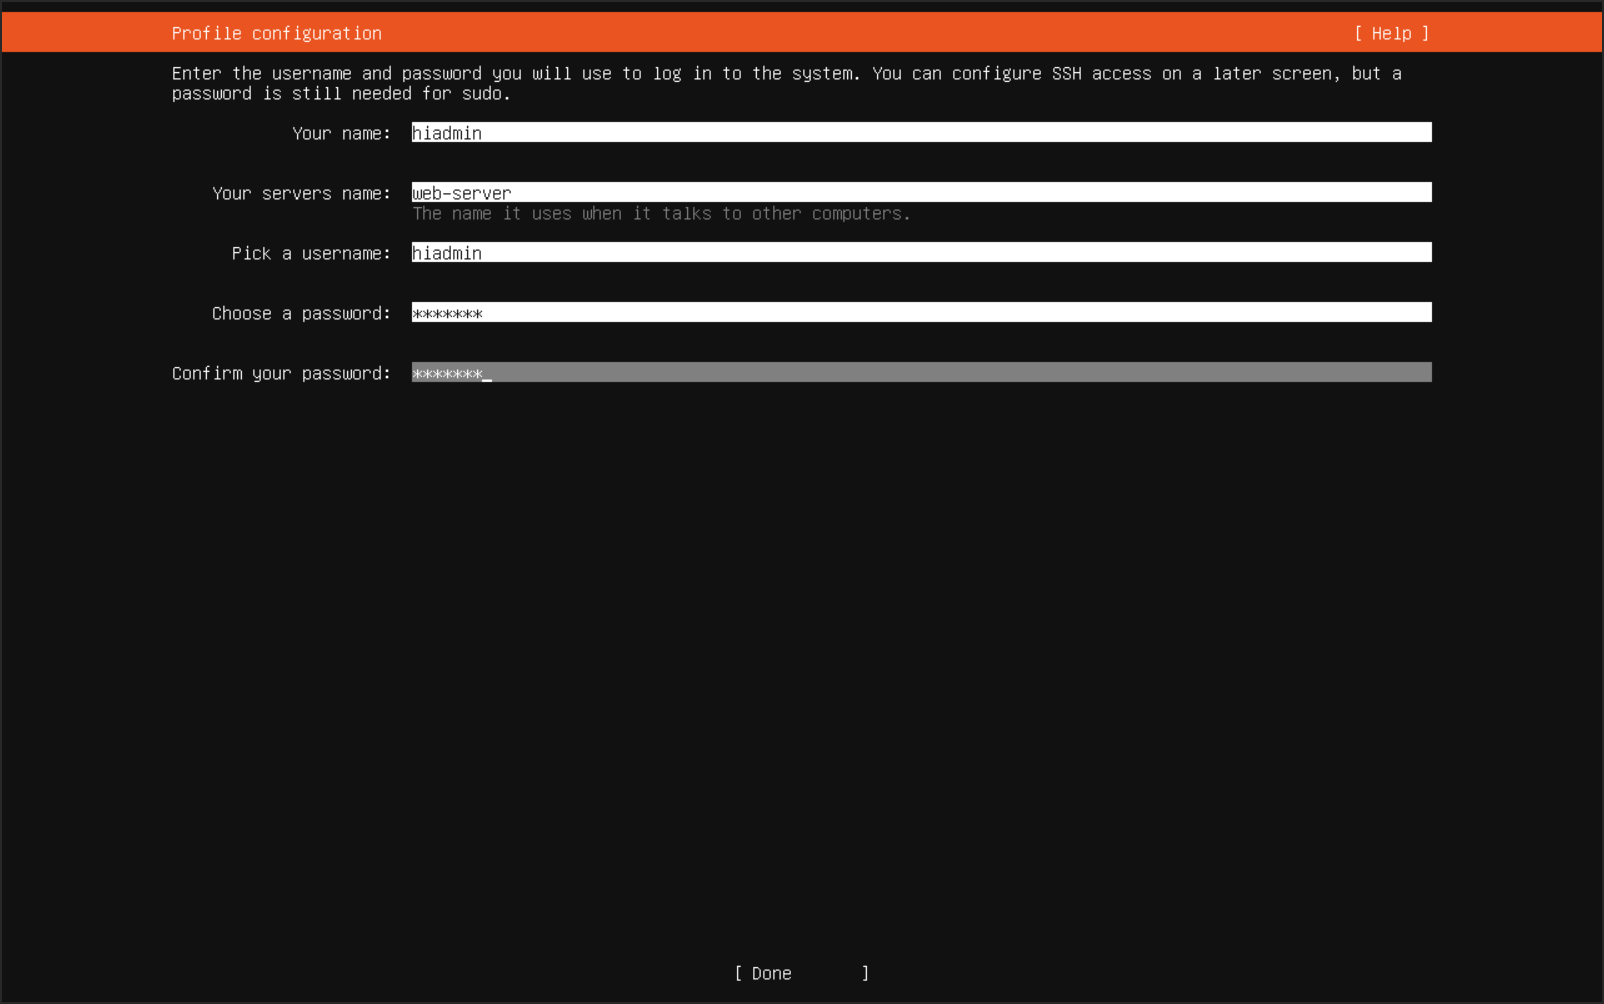 Profile configuration [ Help ]
Enter the username and password you will use to log in to the system. You can configure SSH access on a later screen, but a
password is still needed for sudo.
Your name: hiadmin
Your servers name: web-server
The name it uses when it talks to other computers.
Pick a username: hiadmin
Choose a password: *******
Confirm your password: *******_
[ Done ]